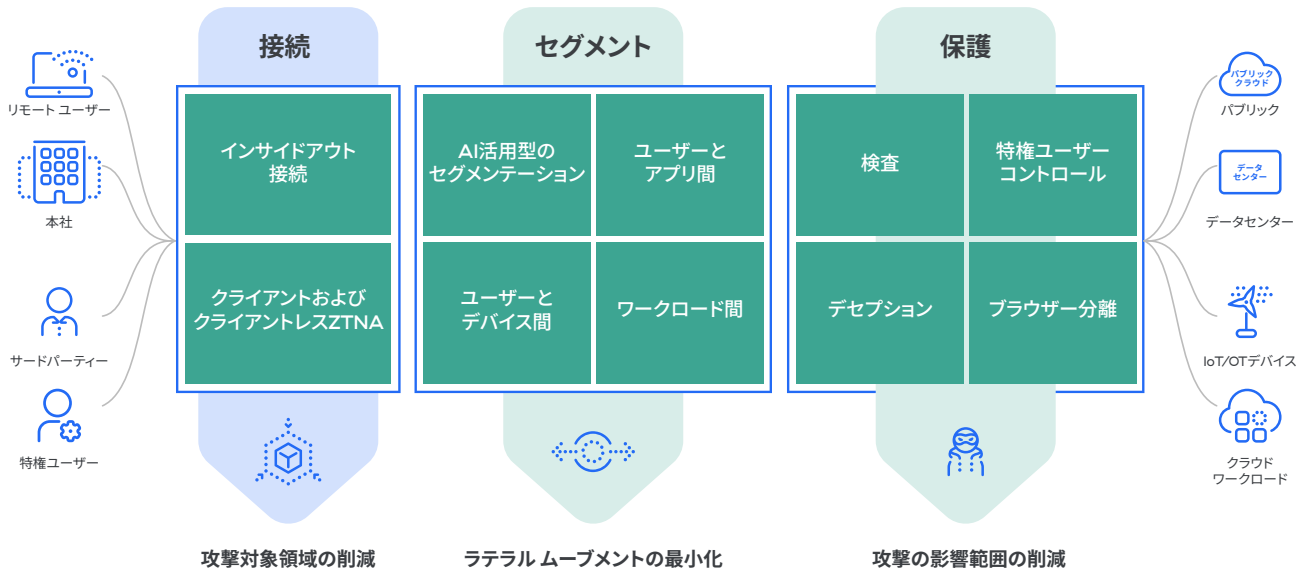 リモート ユーザー
本社
サードパーティー
特権ユーザー
接続
インサイドアウト
接続
クライアントおよび
クライアントレスZTNA
攻撃対象領域の削減
セグメント
AI活用型の
セグメンテーション
ユーザーと
アプリ間
ユーザーと
デバイス間
ワークロード間
ラテラル ムーブメントの最小化
保護
検査
特権ユーザー
コントロール
デセプション
ブラウザー分離
攻撃の影響範囲の削減
パブリック
クラウド
パブリック
データ
センター
データセンター
IoT/OTデバイス
クラウド
ワークロード